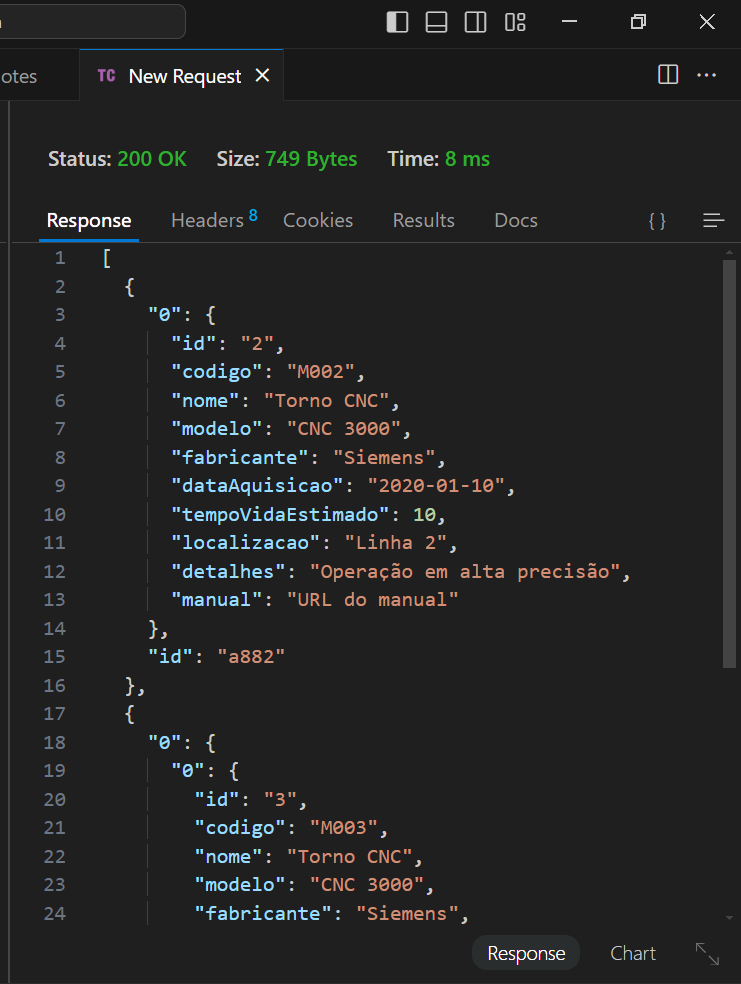 otes TC New Request
Status: 200 OK Size: 749 Bytes Time: 8 ms
Response Headers 8 Cookies Results Docs { }
1 [
2 {
3 "0": {
4 "id": "2",
5 "codigo": "M002",
6 "nome": "Torno CNC",
7 "modelo": "CNC 3000",
8 "fabricante": "Siemens",
9 "dataAquisicao": "2020-01-10",
10 "tempoVidaEstimado": 10,
11 "localizacao": "Linha 2",
12 "detalhes": "Operação em alta precisão",
13 "manual": "URL do manual"
14 },
15 "id": "a882"
16 },
17 {
18 "0": {
19 "0": {
20 "id": "3",
21 "codigo": "M003",
22 "nome": "Torno CNC",
23 "modelo": "CNC 3000",
24 "fabricante": "Siemens",
Response Chart